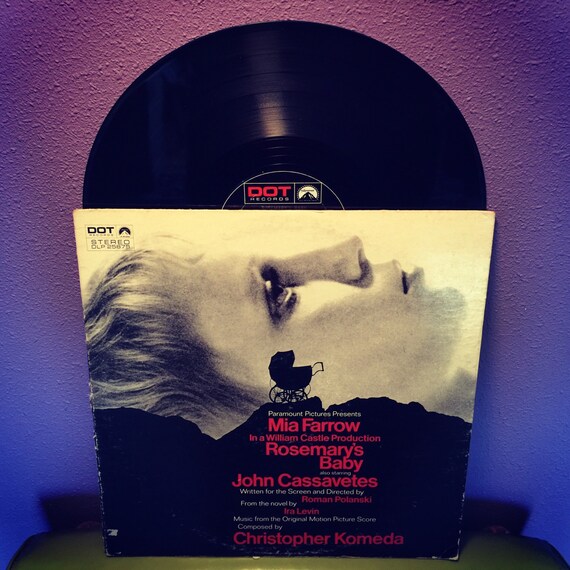 DOT
RECORDS
DOT
RECORDS
STEREO
DLP 25875
Paramount Pictures Presents
Mia Farrow
In a William Castle Production
Rosemary's
Baby
also starring
John Cassavetes
Written for the Screen and Directed by
Roman Polanski
From the novel by
Ira Levin
Music from the Original Motion Picture Score
Composed by
Christopher Komeda